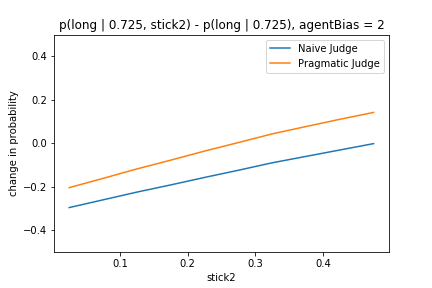 p(long | 0.725, stick2) - p(long | 0.725), agentBias = 2
Naive Judge
Pragmatic Judge
change in probability
0.4
0.2
0.0
−0.2
−0.4
0.1
0.2
0.3
0.4
stick2